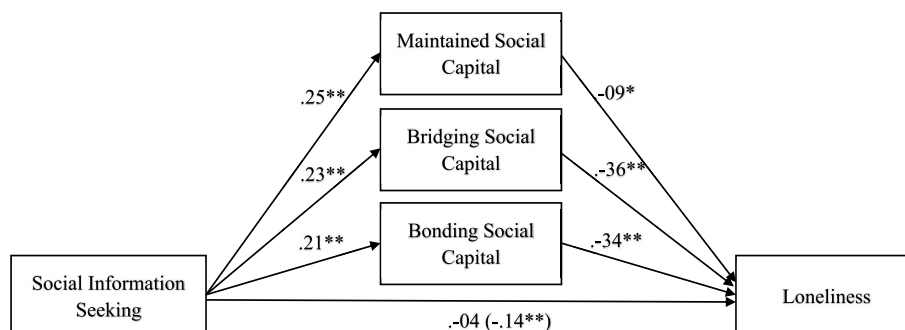 Maintained Social
Capital
.25**
.-09*
Bridging Social
Capital
.23**
.-36**
Bonding Social
Capital
.21**
.-34**
Social Information
Seeking
Loneliness
.-04 (-.14**)